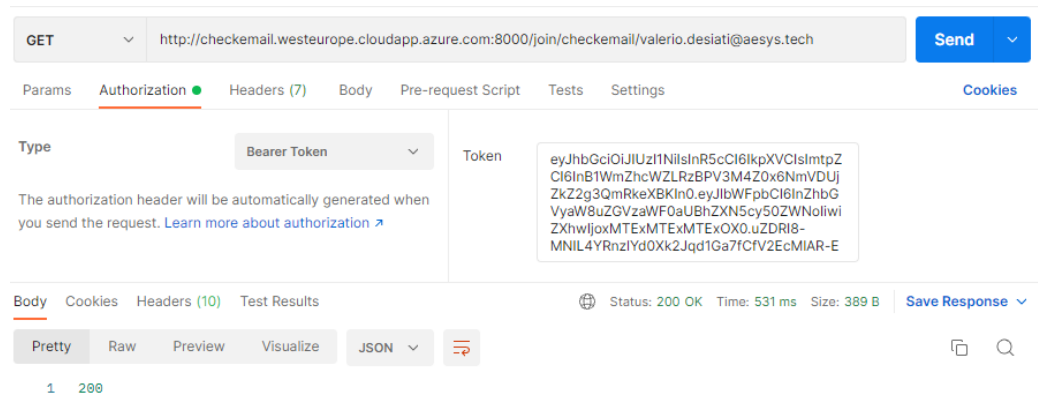 GET http://checkemail.westeurope.cloudapp.azure.com:8000/join/checkemail/valerio.desiati@aesys.tech Send
Params Authorization Headers (7) Body Pre-request Script Tests Settings Cookies
Type Bearer Token
The authorization header will be automatically generated when
you send the request. Learn more about authorization ↗
Token
eyJhbGciOiJIUzI1NiIsInR5cCI6IkpXVCIsImtpZ
CI6InB1WmZhcWZLRzBPV3M4Z0x6NmVDUj
ZkZ2g3QmRkeXBKIn0.eyJlbWFpbCI6InZhbG
VyaW8uZGVzaWF0aUBhZXN5cy50ZWNoIiwi
ZXhwIjoxMTExMTExMTExOX0.uZDRI8-
MNIL4YRnzIYd0Xk2Jqd1Ga7fCfV2EcMIAR-E
Body Cookies Headers (10) Test Results Status: 200 OK Time: 531 ms Size: 389 B Save Response
Pretty Raw Preview Visualize JSON
1 200